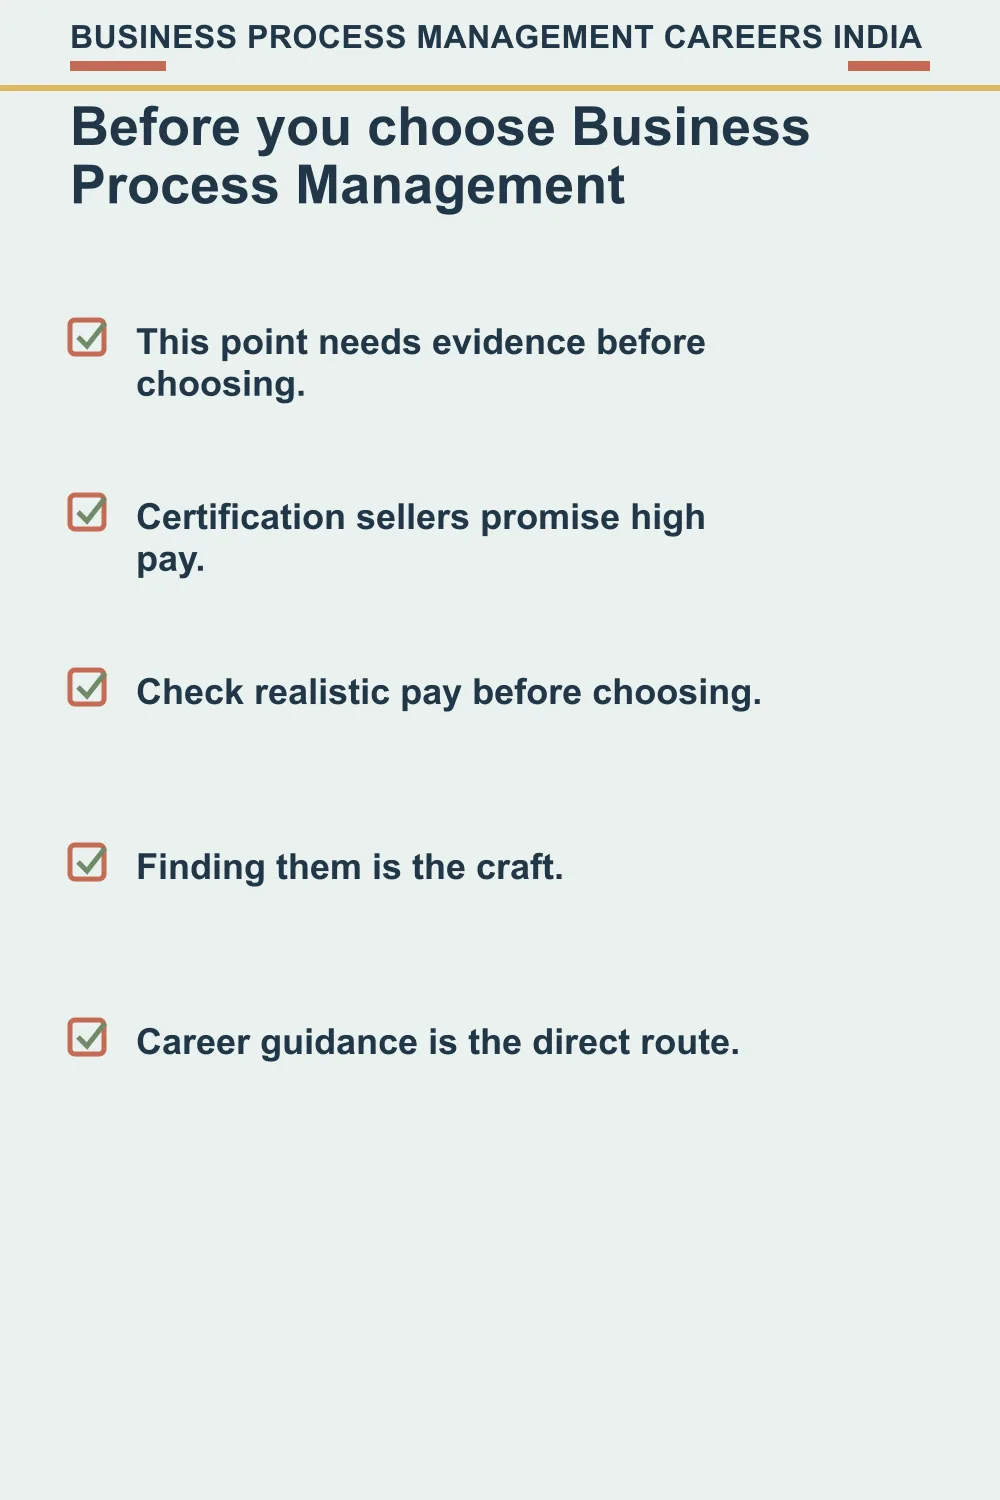 BUSINESS PROCESS MANAGEMENT CAREERS INDIA
Before you choose Business
Process Management
This point needs evidence before
choosing.
Certification sellers promise high
pay.
Check realistic pay before choosing.
Finding them is the craft.
Career guidance is the direct route.